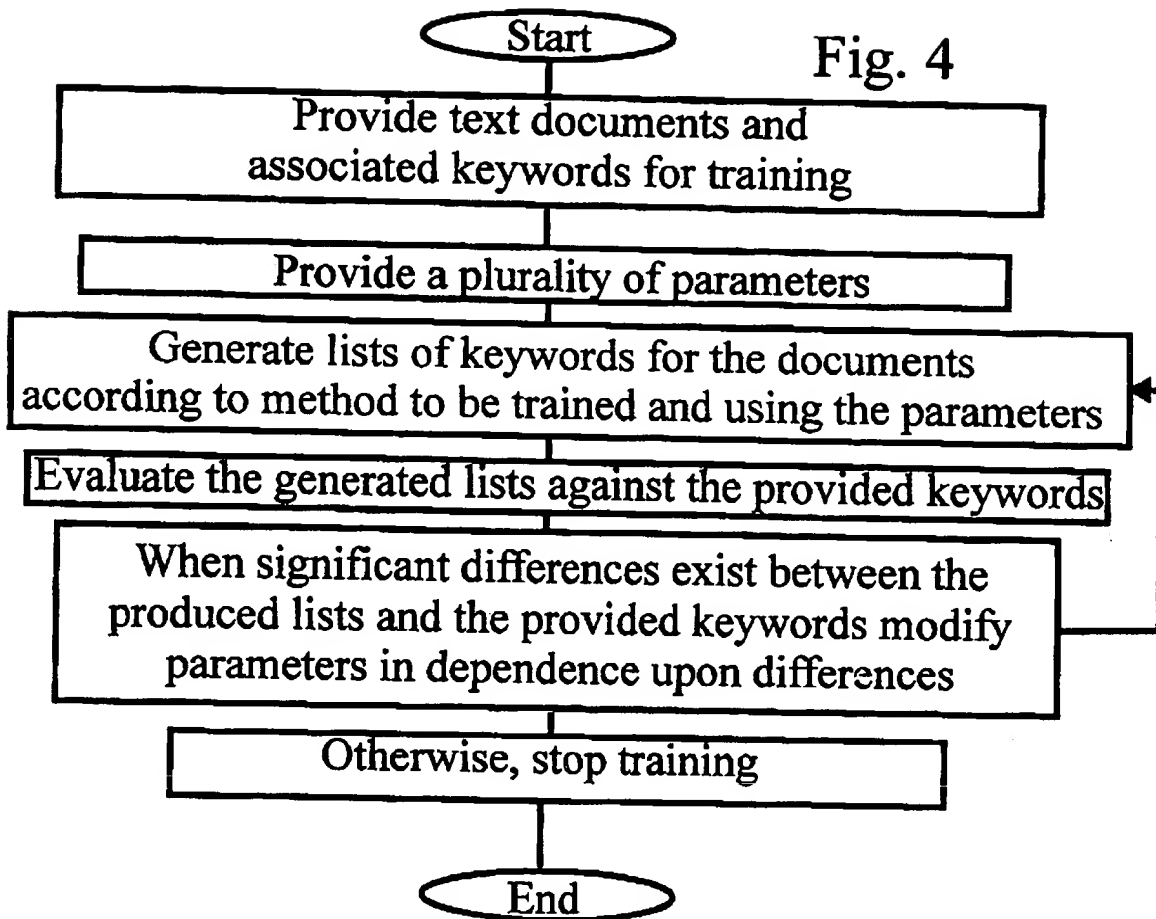 Start
Fig. 4
Provide text documents and
associated keywords for training
Provide a plurality of parameters
Generate lists of keywords for the documents
according to method to be trained and using the parameters
Evaluate the generated lists against the provided keywords
When significant differences exist between the
produced lists and the provided keywords modify
parameters in dependence upon differences
Otherwise, stop training
End